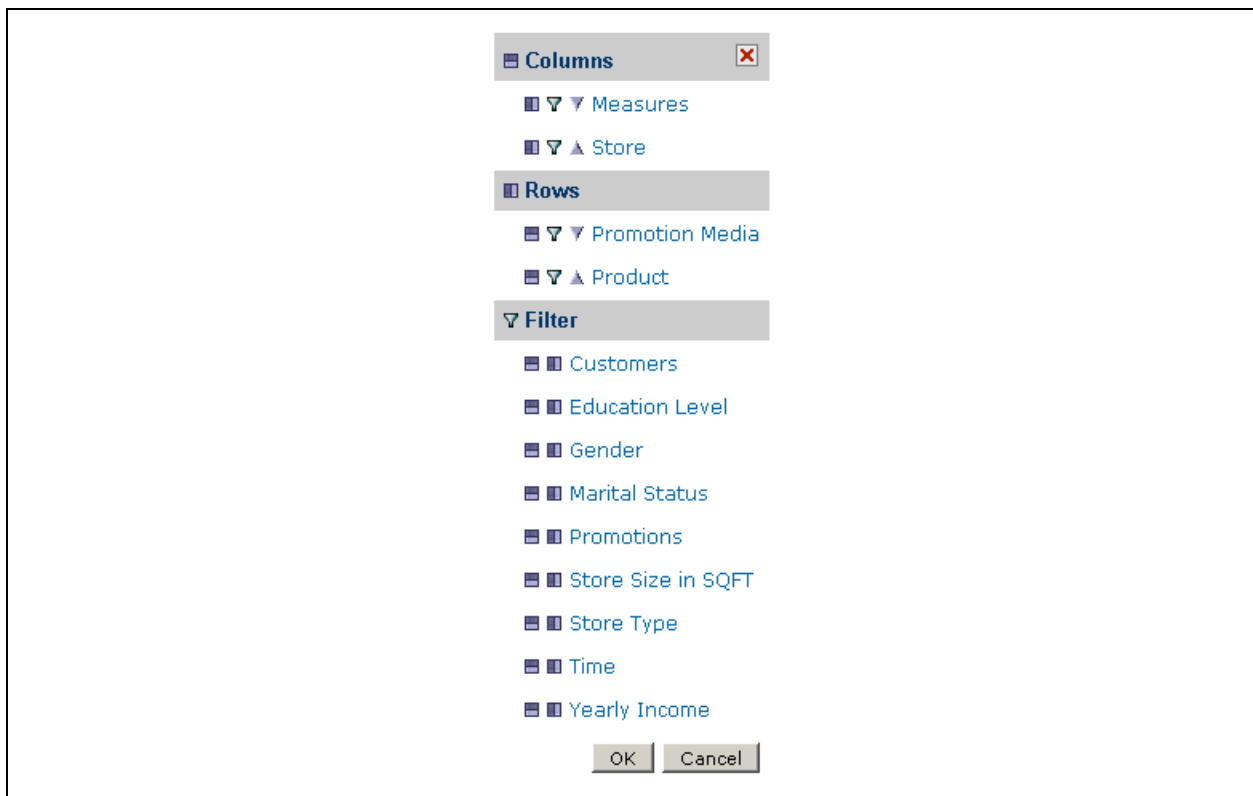 Columns
Measures
Store
Rows
Promotion Media
Product
Filter
Customers
Education Level
Gender
Marital Status
Promotions
Store Size in SQFT
Store Type
Time
Yearly Income
OK Cancel